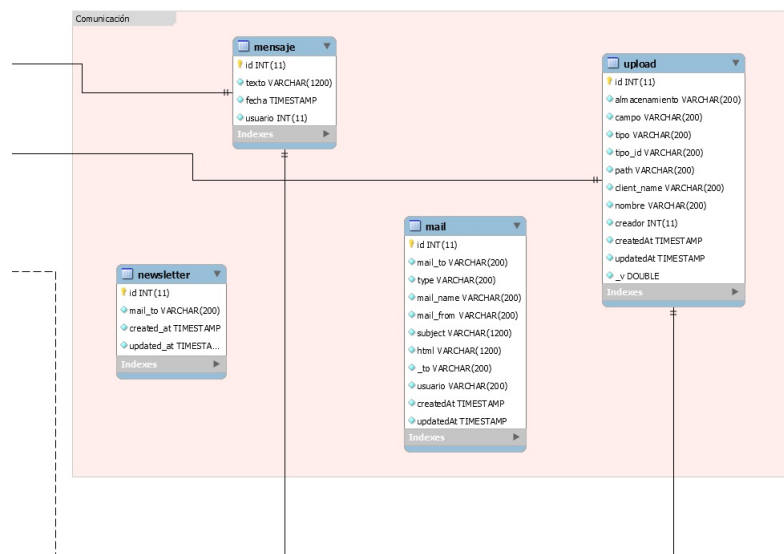 Comunicación
mensaje
id INT(11)
texto VARCHAR(1200)
fecha TIMESTAMP
usuario INT(11)
Indexes
upload
id INT(11)
almacenamiento VARCHAR(200)
campo VARCHAR(200)
tipo VARCHAR(200)
tipo_id VARCHAR(200)
path VARCHAR(200)
client_name VARCHAR(200)
nombre VARCHAR(200)
creador INT(11)
createdAt TIMESTAMP
updatedAt TIMESTAMP
_v DOUBLE
Indexes
mail
id INT(11)
mail_to VARCHAR(200)
type VARCHAR(200)
mail_name VARCHAR(200)
mail_from VARCHAR(200)
subject VARCHAR(1200)
html VARCHAR(1200)
_to VARCHAR(200)
usuario VARCHAR(200)
createdAt TIMESTAMP
updatedAt TIMESTAMP
Indexes
newsletter
id INT(11)
mail_to VARCHAR(200)
created_at TIMESTAMP
updated_at TIMESTA...
Indexes